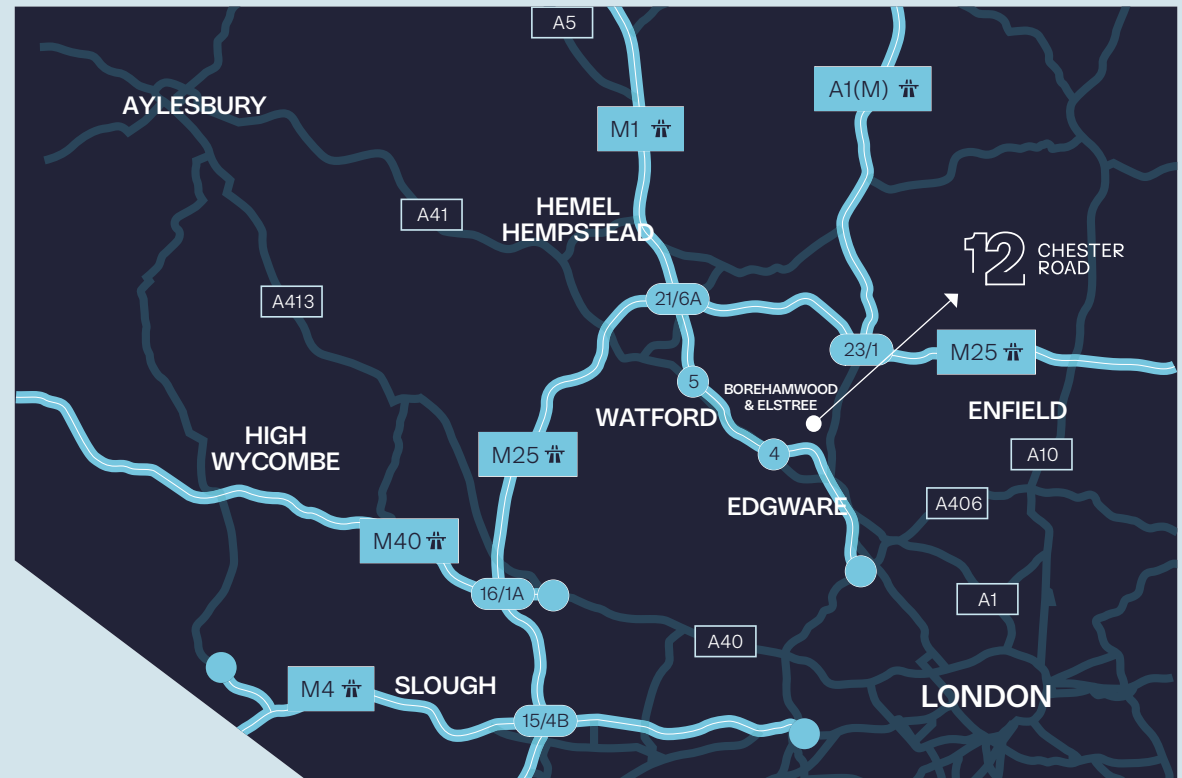 A5
A1(M)
AYLESBURY
M1
HEMEL
HEMPSTEAD
A41
12 CHESTER
ROAD
A413
21/6A
23/1
M25
5
BOREHAMWOOD
& ELSTREE
WATFORD
ENFIELD
HIGH
WYCOMBE
M25
4
A10
EDGWARE
A406
M40
16/1A
A1
A40
M4
SLOUGH
LONDON
15/4B